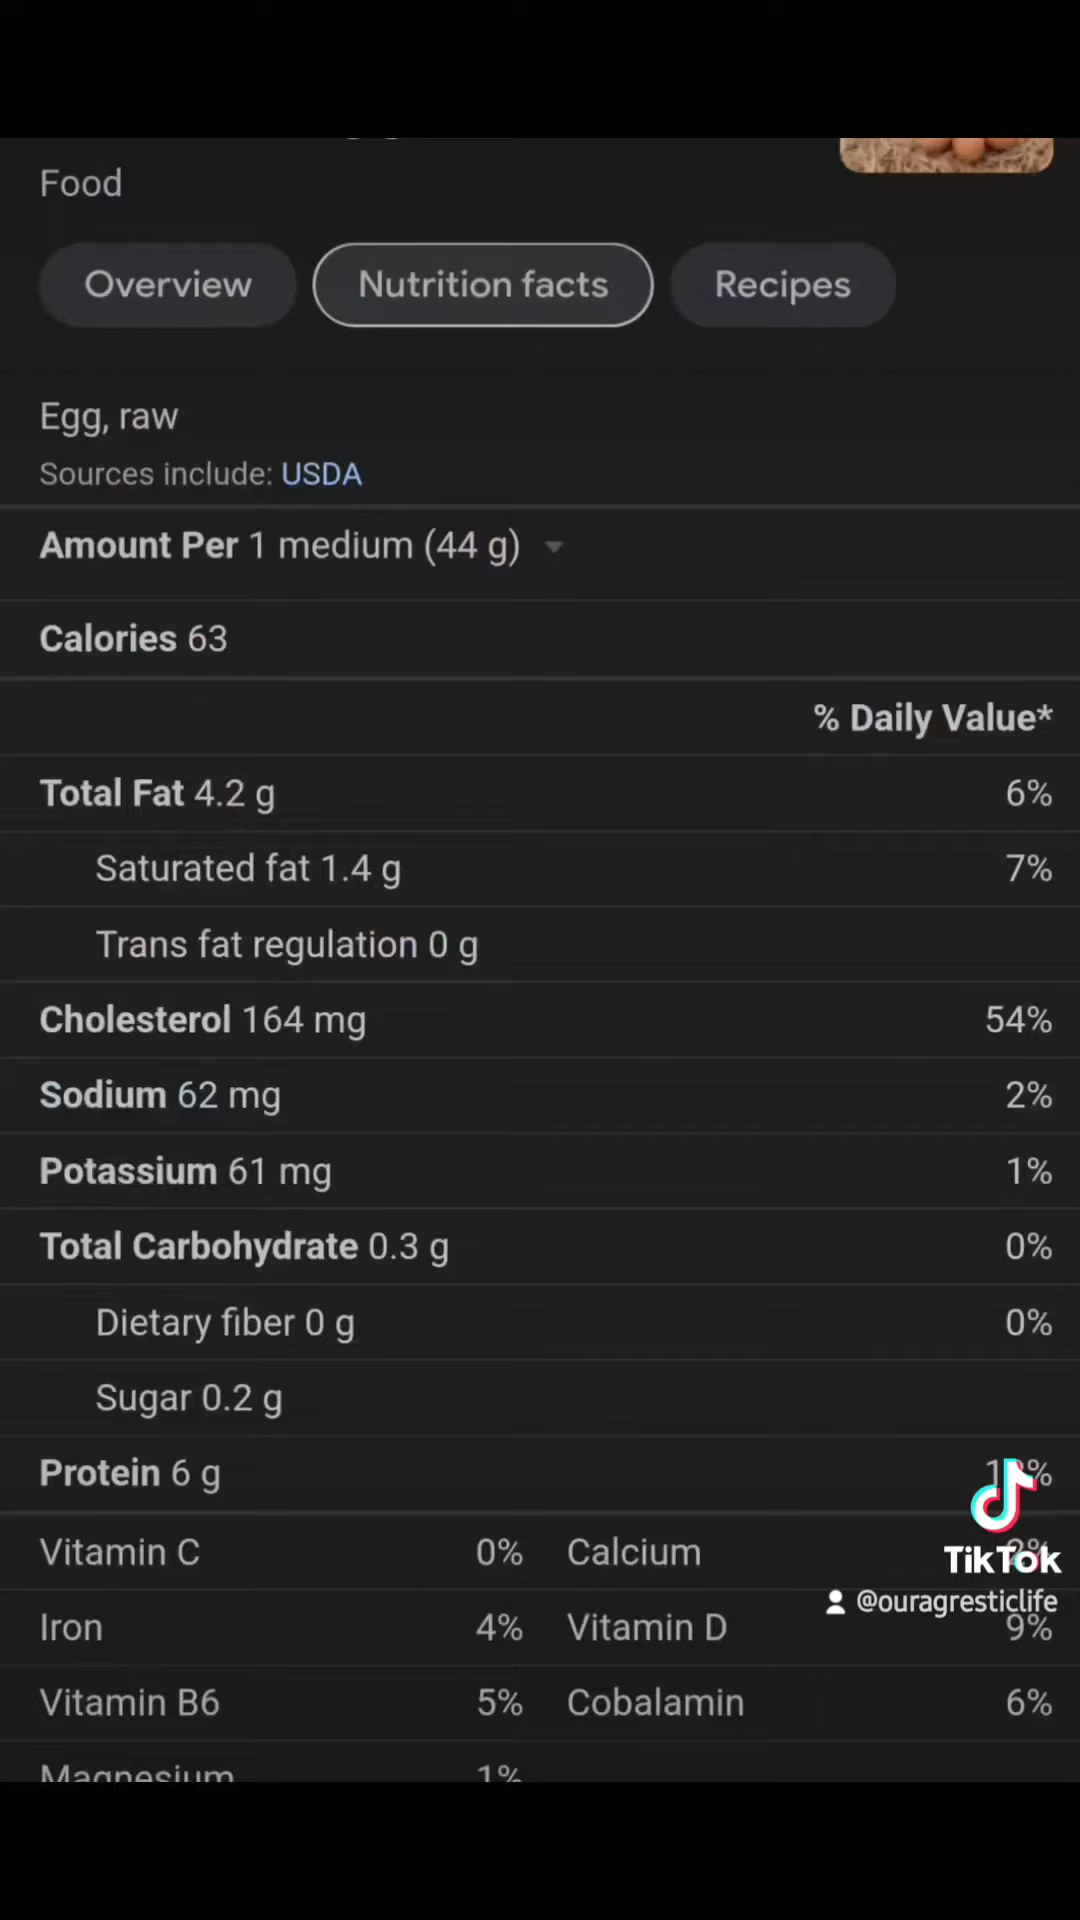 Food
Overview Nutrition facts Recipes
Egg, raw
Sources include: USDA
Amount Per 1 medium (44 g)
Calories 63
% Daily Value*
Total Fat 4.2 g 6%
Saturated fat 1.4 g 7%
Trans fat regulation 0 g
Cholesterol 164 mg 54%
Sodium 62 mg 2%
Potassium 61 mg 1%
Total Carbohydrate 0.3 g 0%
Dietary fiber 0 g 0%
Sugar 0.2 g
Protein 6 g
Vitamin C 0% Calcium
TikTok
@ouragresticlife
Iron 4% Vitamin D 9%
Vitamin B6 5% Cobalamin 6%
Magnesium 1%